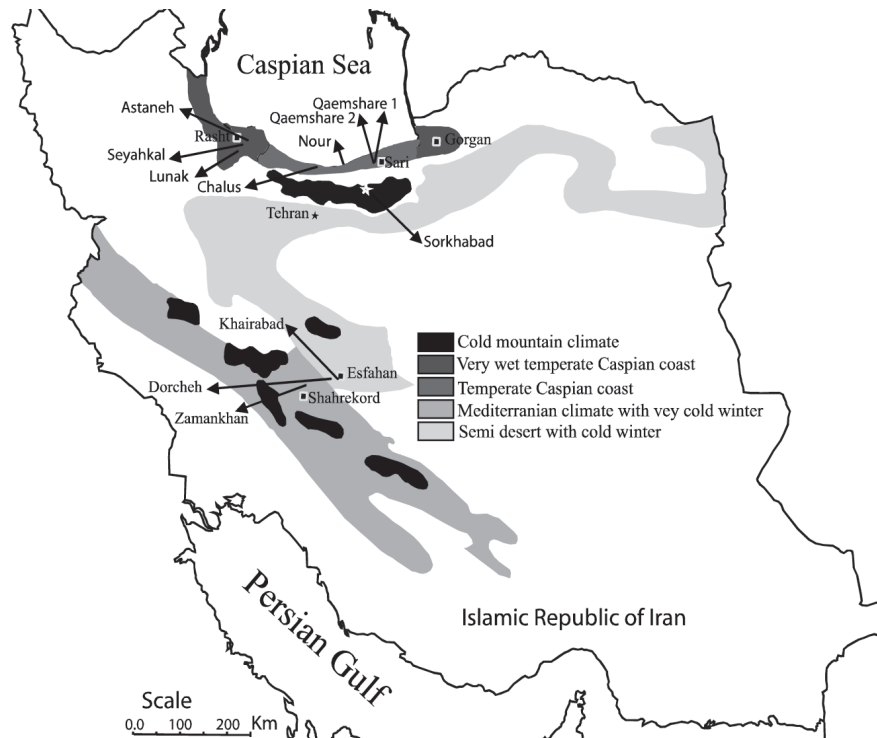 Caspian Sea
Astaneh
Qaemshare 1
Qaemshare 2
Rasht
Nour
Gorgan
Seyahkal
Sari
Lunak
Chalus
Tehran
Sorkhabad
Khairabad
Cold mountain climate
Very wet temperate Caspian coast
Esfahan
Dorcheh
Temperate Caspian coast
Shahrekord
Mediterranian climate with vey cold winter
Zamankhan
Semi desert with cold winter
Persian Gulf
Islamic Republic of Iran
Scale
0,0 100 200 Km